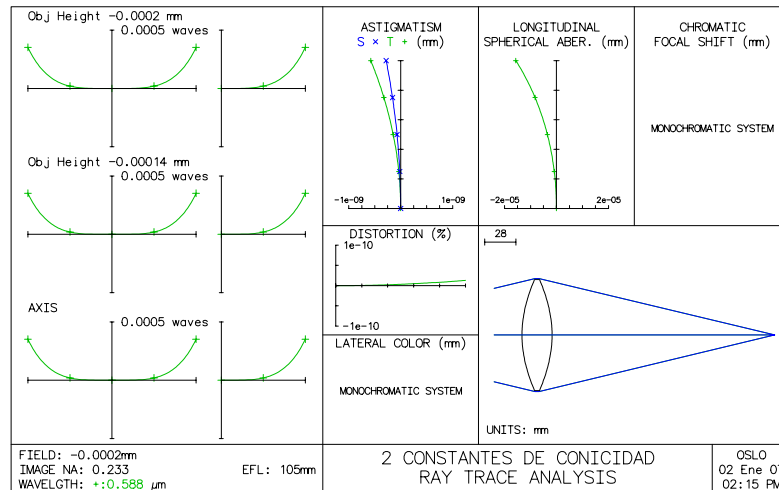 Obj Height -0.0002 mm
0.0005 waves
Obj Height -0.00014 mm
0.0005 waves
AXIS
0.0005 waves
ASTIGMATISM
S × T + (mm)
-1e-09
1e-09
LONGITUDINAL
SPHERICAL ABER. (mm)
-2e-05
2e-05
CHROMATIC
FOCAL SHIFT (mm)
MONOCHROMATIC SYSTEM
DISTORTION (%)
1e-10
-1e-10
LATERAL COLOR (mm)
MONOCHROMATIC SYSTEM
28
UNITS: mm
FIELD: -0.0002mm
IMAGE NA: 0.233
EFL: 105mm
WAVELGTH: +:0.588 µm
2 CONSTANTES DE CONICIDAD
RAY TRACE ANALYSIS
OSLO
02 Ene 07
02:15 PM